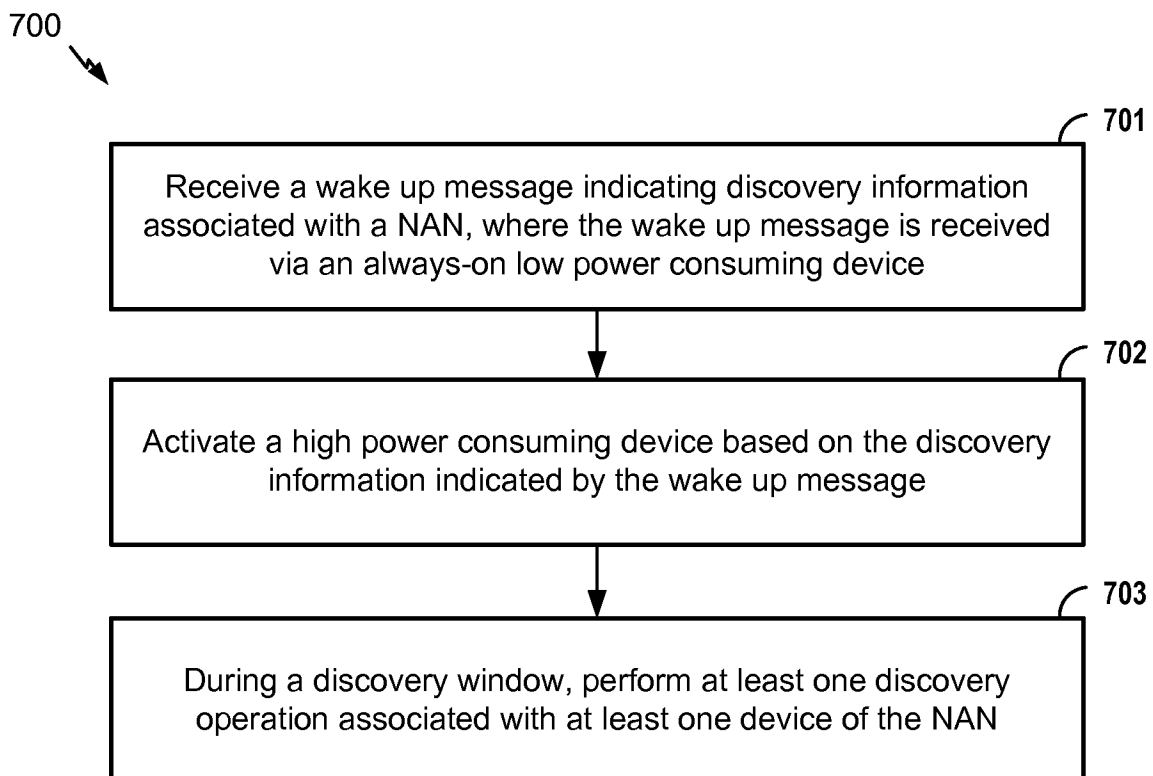 700
701
Receive a wake up message indicating discovery information
associated with a NAN, where the wake up message is received
via an always-on low power consuming device
702
Activate a high power consuming device based on the discovery
information indicated by the wake up message
703
During a discovery window, perform at least one discovery
operation associated with at least one device of the NAN